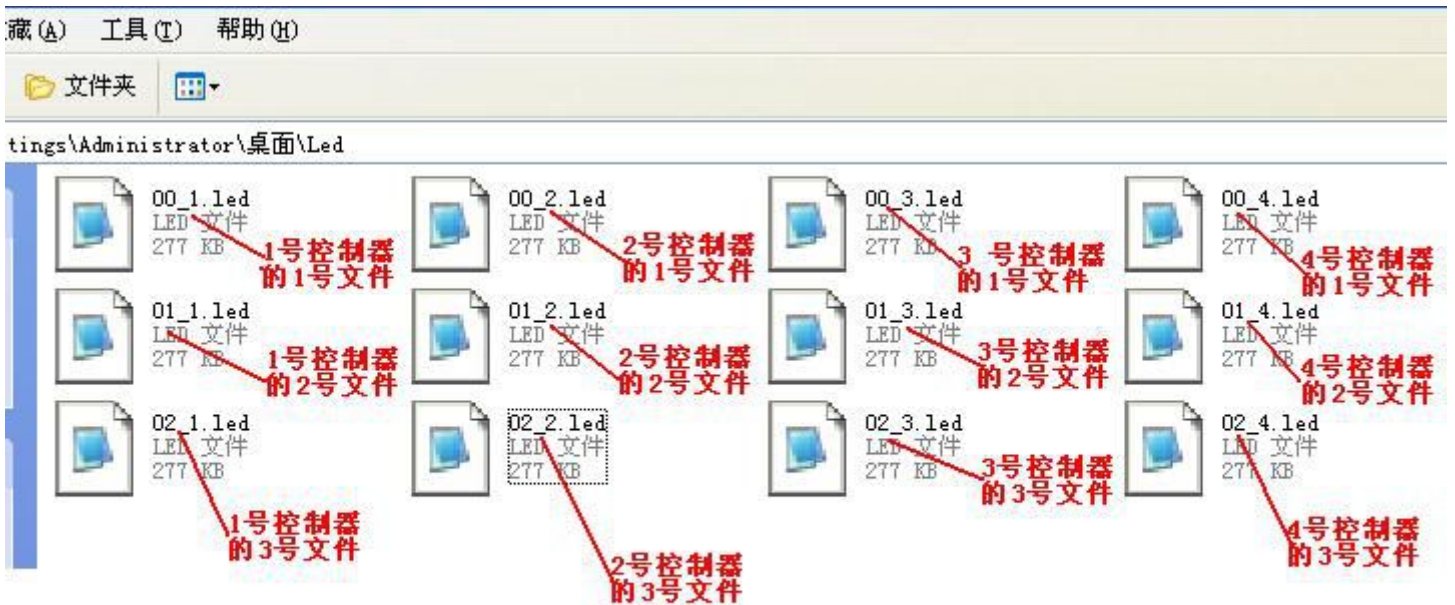 藏(A) 工具(T) 帮助(H)
文件夹
tings\Administrator\桌面\Led
00_1.led
LED 文件
277 KB
1号控制器
的1号文件
00_2.led
LED 文件
277 KB
2号控制器
的1号文件
00_3.led
LED 文件
277 KB
3 号控制器
的1号文件
00_4.led
LED 文件
277 KB
4号控制器
的1号文件
01_1.led
LED 文件
277 KB
1号控制器
的2号文件
01_2.led
LED 文件
277 KB
2号控制器
的2号文件
01_3.led
LED 文件
277 KB
3号控制器
的2号文件
01_4.led
LED 文件
277 KB
4号控制器
的2号文件
02_1.led
LED 文件
277 KB
1号控制器
的3号文件
02_2.led
LED 文件
277 KB
2号控制器
的3号文件
02_3.led
LED 文件
277 KB
3号控制器
的3号文件
02_4.led
LED 文件
277 KB
4号控制器
的3号文件